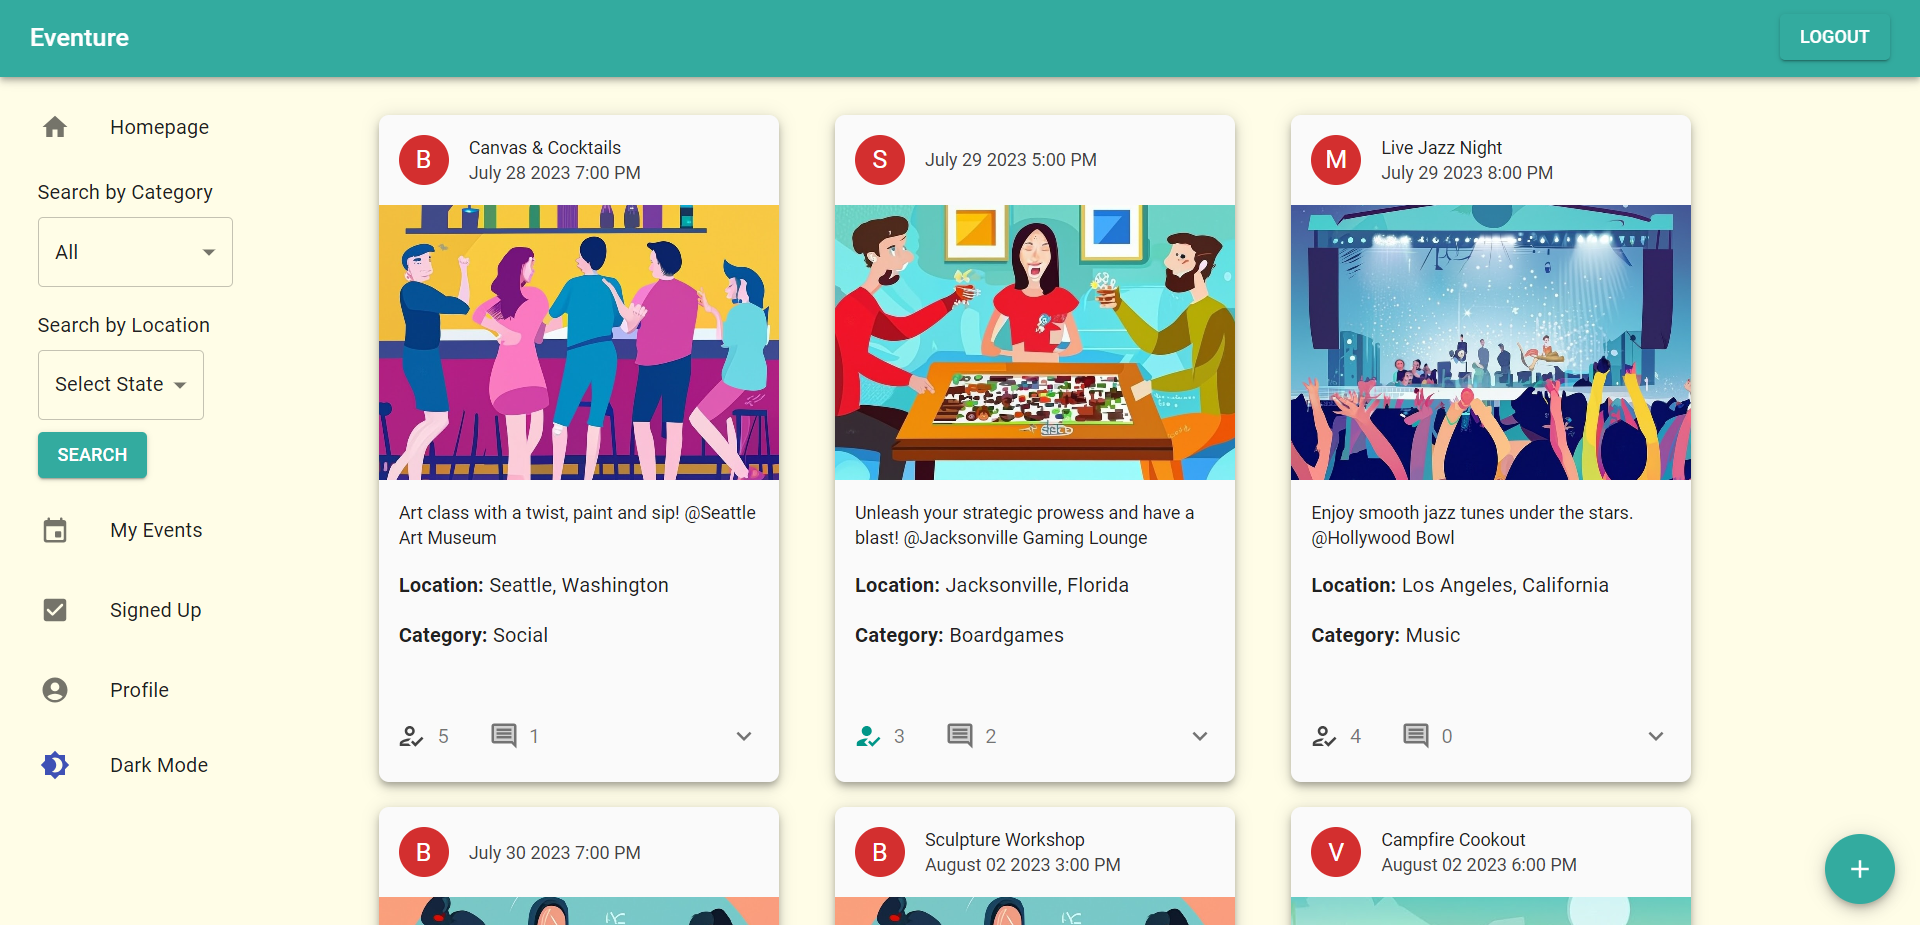 Eventure
LOGOUT
Homepage
Search by Category
All
Search by Location
Select State
SEARCH
My Events
Signed Up
Profile
Dark Mode
B
Canvas & Cocktails
July 28 2023 7:00 PM
Art class with a twist, paint and sip! @Seattle
Art Museum
Location: Seattle, Washington
Category: Social
5
1
S
July 29 2023 5:00 PM
Unleash your strategic prowess and have a
blast! @Jacksonville Gaming Lounge
Location: Jacksonville, Florida
Category: Boardgames
3
2
M
Live Jazz Night
July 29 2023 8:00 PM
Enjoy smooth jazz tunes under the stars.
@Hollywood Bowl
Location: Los Angeles, California
Category: Music
4
0
B
July 30 2023 7:00 PM
B
Sculpture Workshop
August 02 2023 3:00 PM
V
Campfire Cookout
August 02 2023 6:00 PM
+